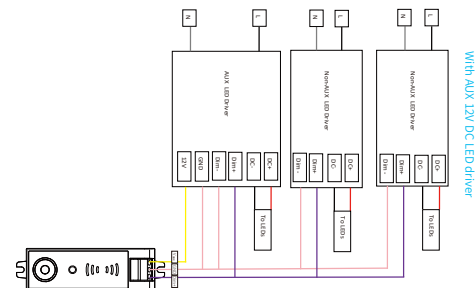 N
L
N
L
N
L
AUX LED Driver
Non-AUX LED Driver
Non-AUX LED Driver
12V
GND
Dim-
Dim+
DC-
DC+
Dim -
Dim+
DC-
DC+
Dim -
Dim+
DC-
DC+
To LEDs
To LEDs
To LEDs
With AUX 12V DC LED driver